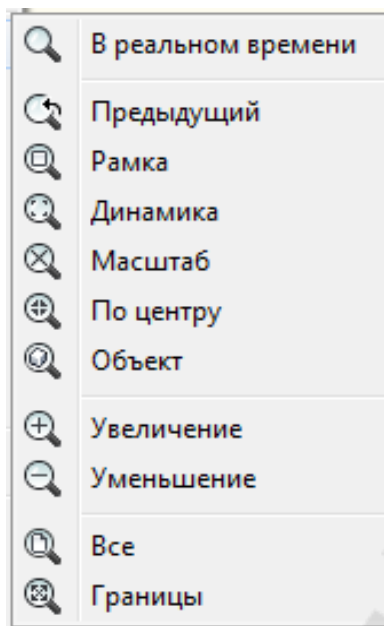 В реальном времени
Предыдущий
Рамка
Динамика
Масштаб
По центру
Объект
Увеличение
Уменьшение
Все
Границы